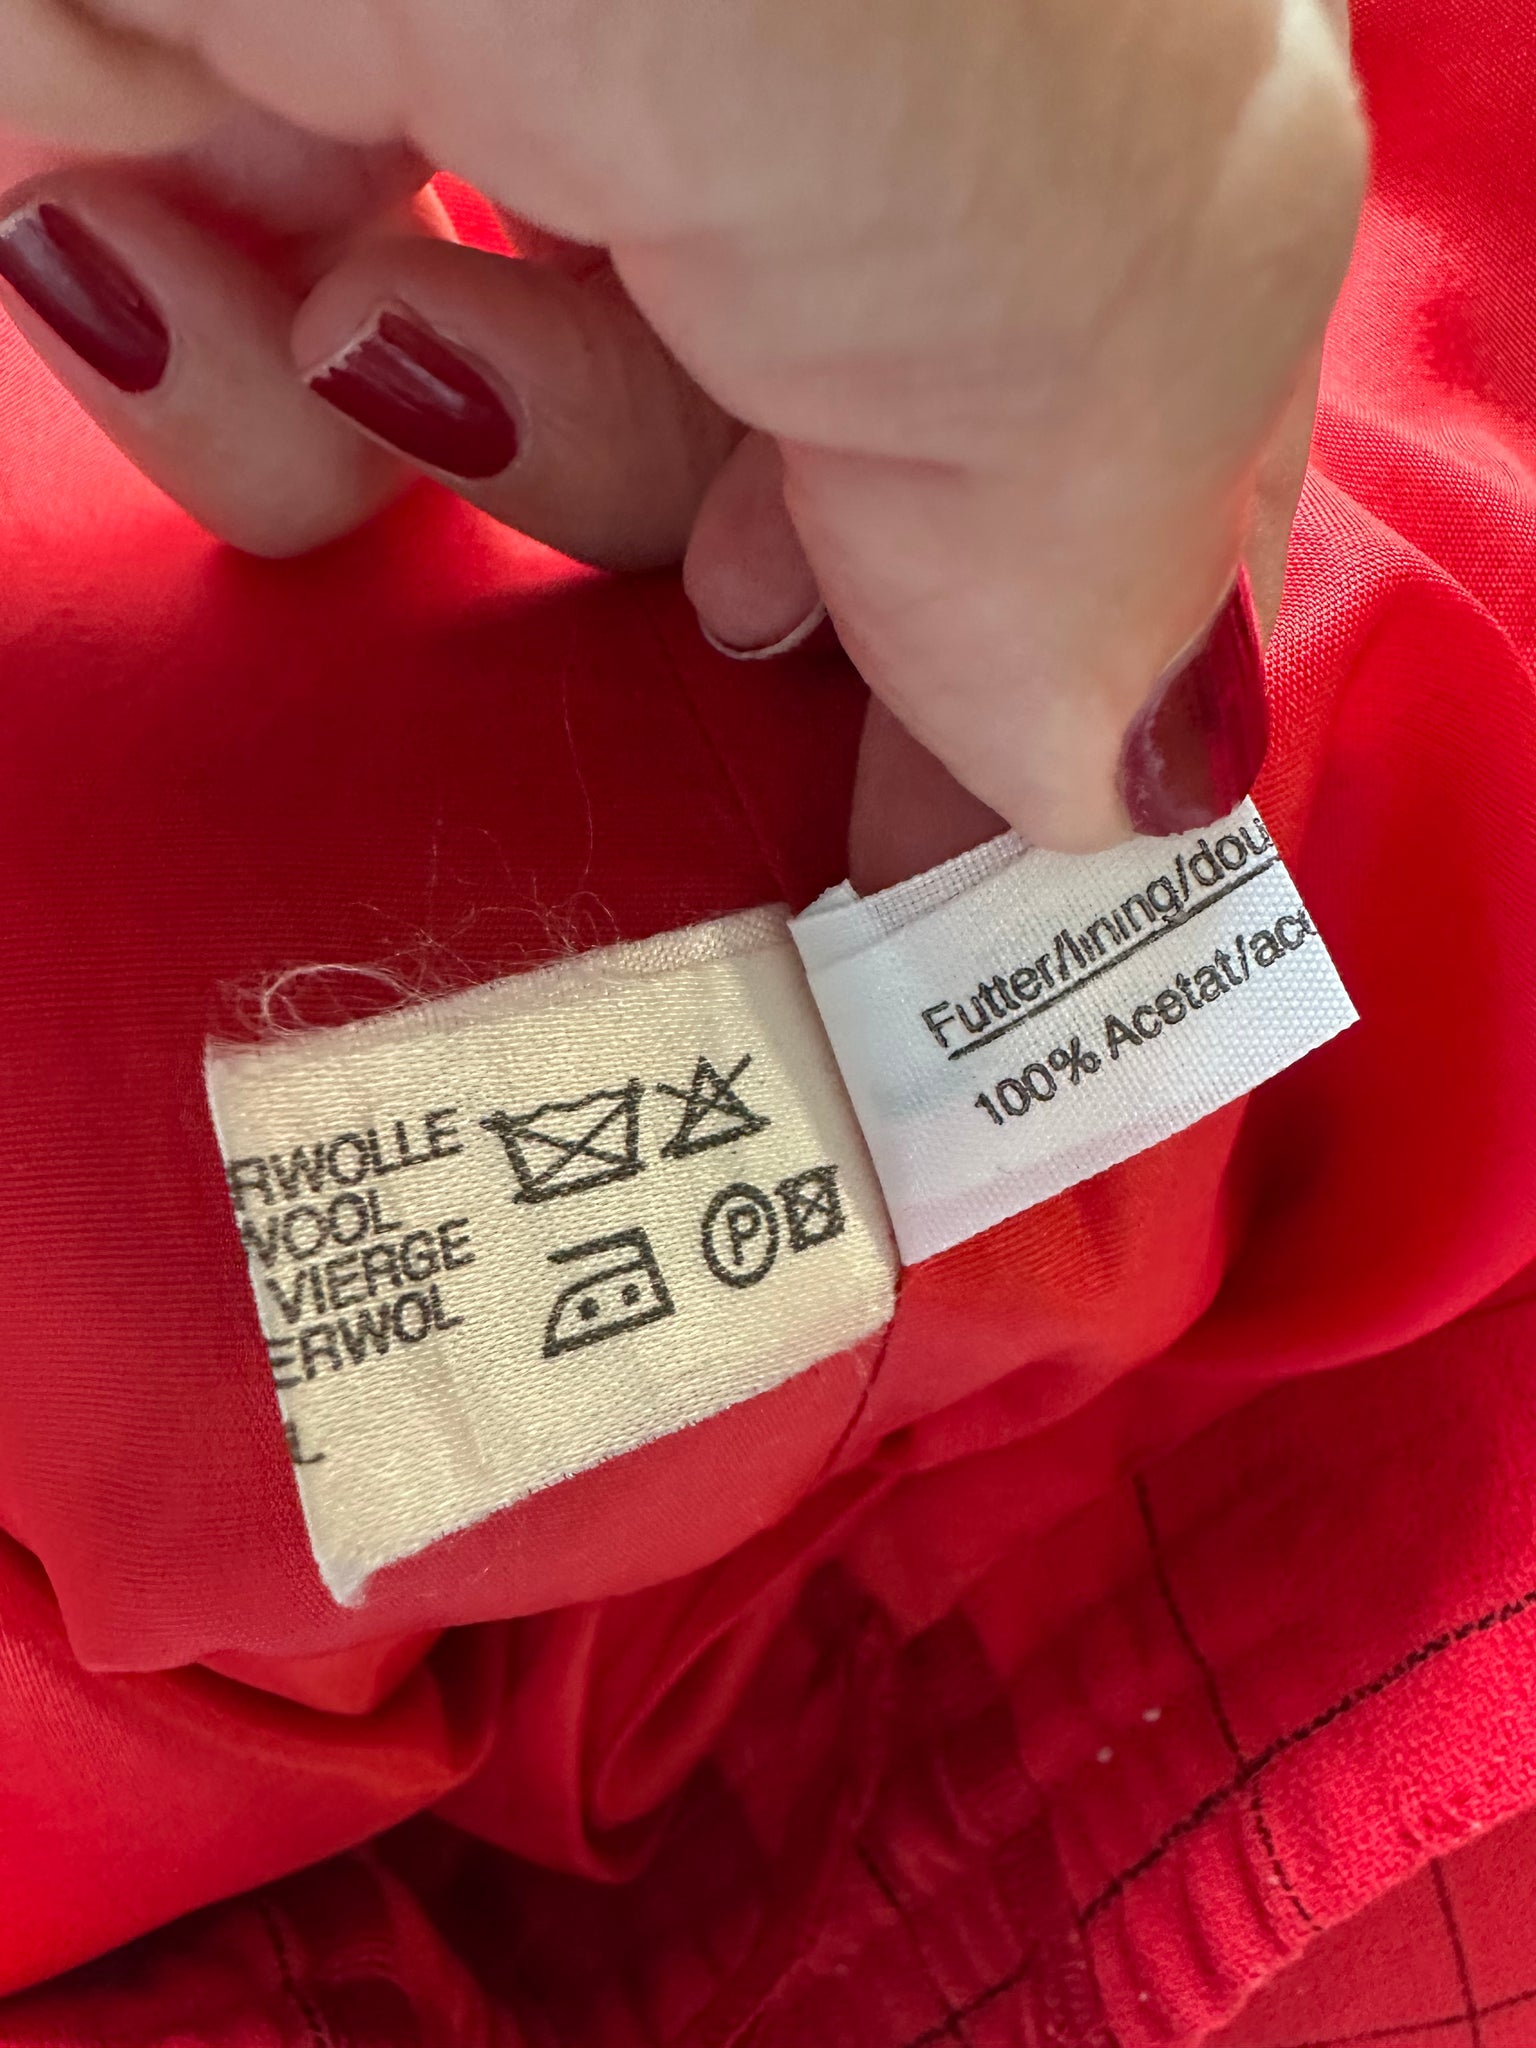 RWOLLE
WOOL
VIERGE
ERWOL
L
P
Futter/lining/dou
100% Acetat/ac